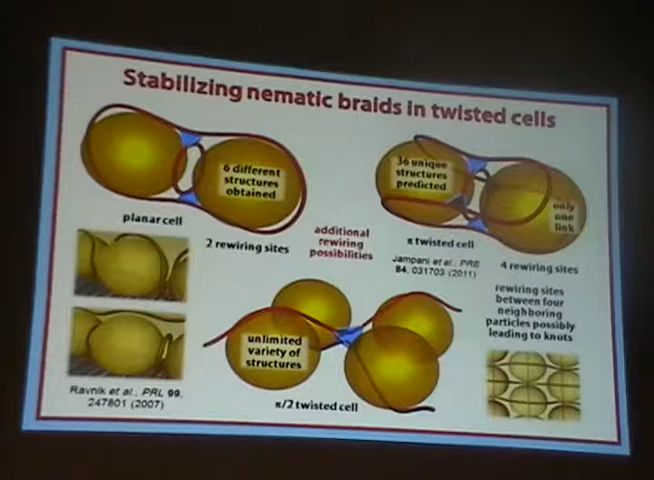 Stabilizing nematic braids in twisted cells
6 different
structures
obtained
planar cell
2 rewiring sites
additional
rewiring
possibilities
36 unique
structures
predicted
only
one
link
π twisted cell
Jampani et al., PRE
84, 031703 (2011)
4 rewiring sites
rewiring sites
between four
neighboring
particles possibly
leading to knots
unlimited
variety of
structures
π/2 twisted cell
Ravnik et al., PRL 99,
247801 (2007)